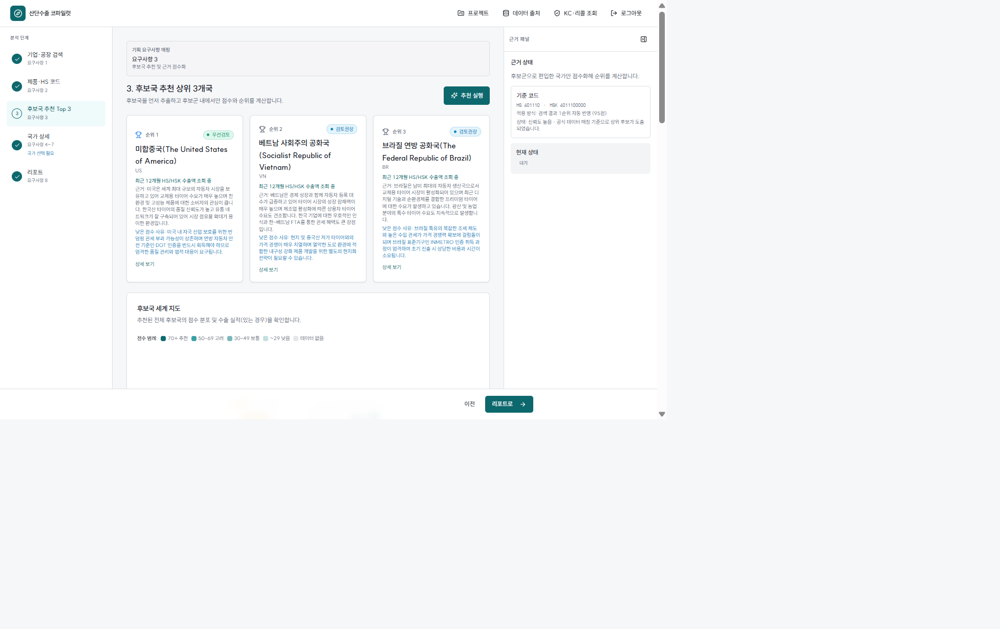 산단수출 코파일럿
프로젝트
데이터 출처
KC·리콜 조회
로그아웃
분석 단계
기업·공장 검색
요구사항 1
제품·HS 코드
요구사항 2
3
후보국 추천 Top 3
요구사항 3
국가 상세
요구사항 4~7
국가 선택 필요
리포트
요구사항 8
기획 요구사항 매핑
요구사항 3
후보국 추천 및 근거 점수화
3. 후보국 추천 상위 3개국
후보국을 먼저 추출하고 후보군 내에서만 점수와 순위를 계산합니다.
추천 실행
순위 1
우선검토
미합중국(The United States
of America)
US
최근 12개월 HS/HSK 수출액 조회 중
근거: 미국은 세계 최대 규모의 자동차 시장을 보
유하고 있어 교체용 타이어 수요가 매우 높으며 친
환경 및 고성능 제품에 대한 소비자의 관심이 큽니
다. 한국산 타이어의 품질 신뢰도가 높고 유통 네
트워크가 잘 구축되어 있어 시장 점유율 확대가 용
이한 환경입니다.
낮은 점수 사유: 미국 내 자국 산업 보호를 위한 반
덤핑 관세 부과 가능성이 상존하며 연방 자동차 안
전 기준인 DOT 인증을 반드시 획득해야 하므로
엄격한 품질 관리와 법적 대응이 요구됩니다.
상세 보기
순위 2
검토권장
베트남 사회주의 공화국
(Socialist Republic of
Vietnam)
VN
최근 12개월 HS/HSK 수출액 조회 중
근거: 베트남은 경제 성장과 함께 자동차 등록 대
수가 급증하고 있어 타이어 시장의 성장 잠재력이
매우 높으며 제조업 활성화에 따른 상용차 타이어
수요도 견조합니다. 한국 기업에 대한 우호적인 인
식과 한-베트남 FTA를 통한 관세 혜택도 큰 장점
입니다.
낮은 점수 사유: 현지 및 중국산 저가 타이어와의
가격 경쟁이 매우 치열하며 열악한 도로 환경에 적
합한 내구성 강화 제품 개발을 위한 별도의 현지화
전략이 필요할 수 있습니다.
상세 보기
순위 3
검토권장
브라질 연방 공화국(The
Federal Republic of Brazil)
BR
최근 12개월 HS/HSK 수출액 조회 중
근거: 브라질은 남미 최대의 자동차 생산국으로서
교체용 타이어 시장이 활성화되어 있으며 최근 디
지털 기술과 순환경제를 결합한 프리미엄 타이어
에 대한 수요가 발생하고 있습니다. 광산 및 농업
분야의 특수 타이어 수요도 지속적으로 발생합니
다.
낮은 점수 사유: 브라질 특유의 복잡한 조세 제도
와 높은 수입 관세가 가격 경쟁력 확보에 걸림돌이
되며 브라질 표준기구인 INMETRO 인증 취득 과
정이 엄격하여 초기 진출 시 상당한 비용과 시간이
소요됩니다.
상세 보기
후보국 세계 지도
추천된 전체 후보국의 점수 분포 및 수출 실적(있는 경우)을 확인합니다.
점수 범례: 70+ 추천 50-69 고려 30-49 보통 ~29 낮음 데이터 없음
근거 패널
근거 상태
후보군으로 편입한 국가만 점수화해 순위를 계산합니다.
기준 코드
HS 401110 · HSK 4011100000
적용 방식: 검색 결과 1순위 자동 반영 (95점)
상태: 신뢰도 높음 · 공식 데이터 매칭 기준으로 상위 후보가 도출
되었습니다.
현재 상태
대기
이전
리포트로